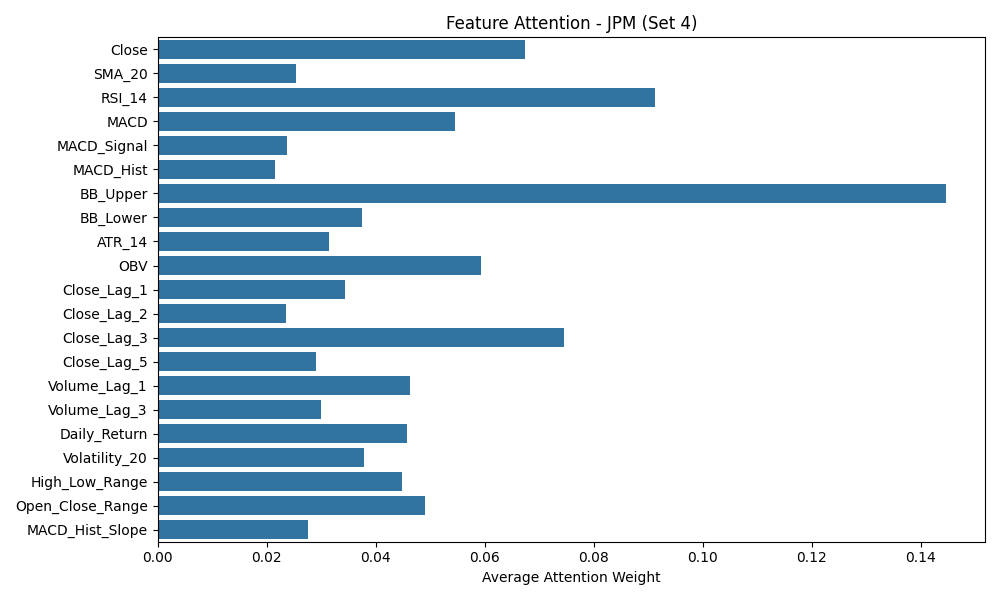 Feature Attention - JPM (Set 4)
Close
SMA_20
RSI_14
MACD
MACD_Signal
MACD_Hist
BB_Upper
BB_Lower
ATR_14
OBV
Close_Lag_1
Close_Lag_2
Close_Lag_3
Close_Lag_5
Volume_Lag_1
Volume_Lag_3
Daily_Return
Volatility_20
High_Low_Range
Open_Close_Range
MACD_Hist_Slope
0.00 0.02 0.04 0.06 0.08 0.10 0.12 0.14
Average Attention Weight